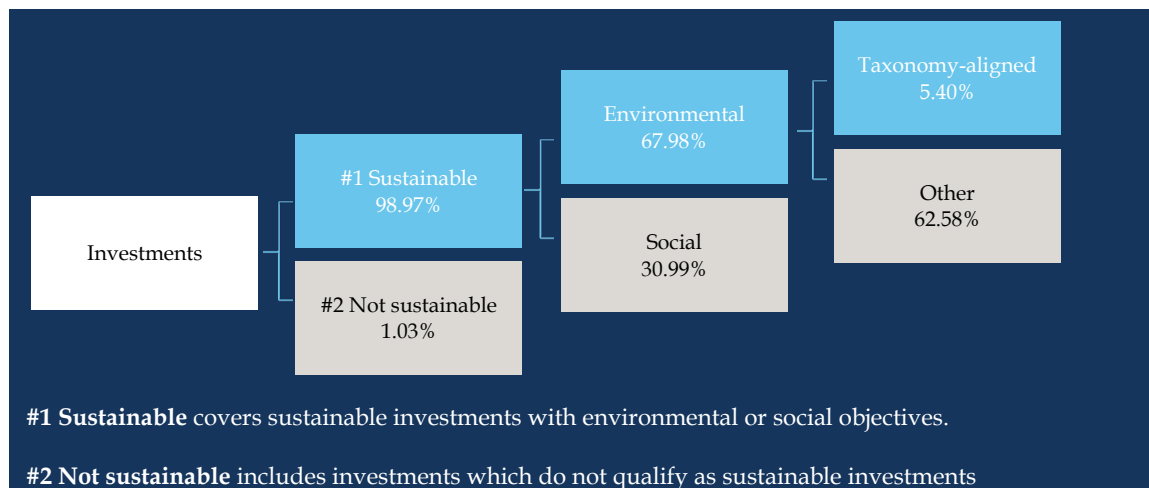 Investments
#1 Sustainable
98.97%
#2 Not sustainable
1.03%
Environmental
67.98%
Social
30.99%
Taxonomy-aligned
5.40%
Other
62.58%
#1 Sustainable covers sustainable investments with environmental or social objectives.
#2 Not sustainable includes investments which do not qualify as sustainable investments